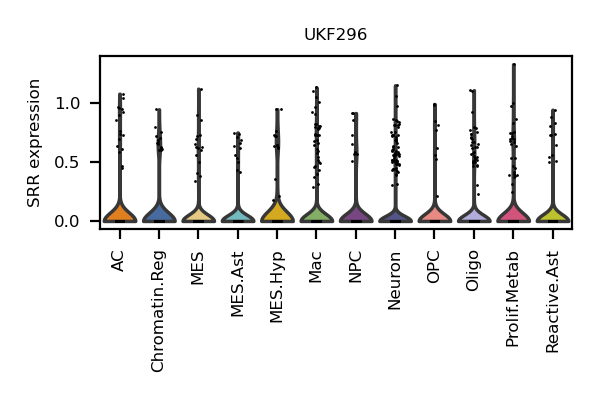 UKF296
SRR expression
1.0
0.5
0.0
AC
Chromatin.Reg
MES
MES.Ast
MES.Hyp
Mac
NPC
Neuron
OPC
Oligo
Prolif.Metab
Reactive.Ast